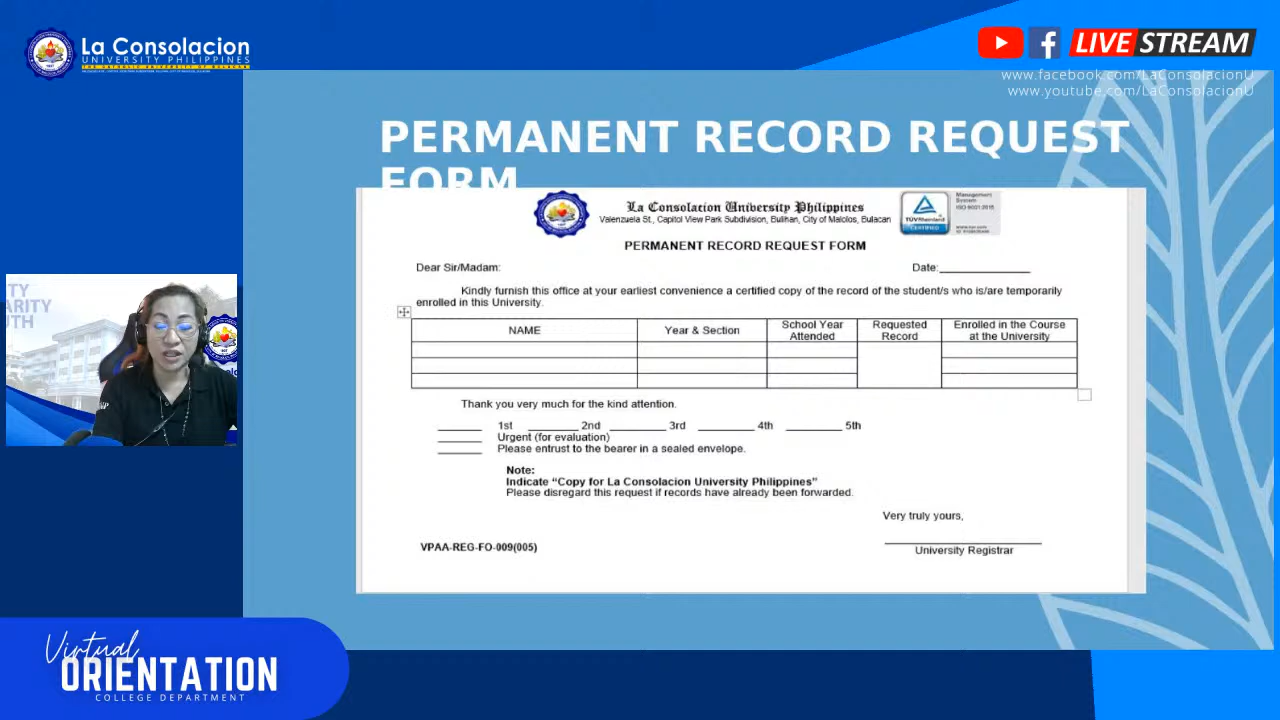 La Consolacion
UNIVERSITY PHILIPPINES
LIVE STREAM
www.facebook.com/LaConsolacionU
www.youtube.com/LaConsolacionU
PERMANENT RECORD REQUEST
FORM
La Consolacion University Philippines
Valenzuela St., Capitol View Park Subdivision, Bulihan, City of Malolos, Bulacan
TÜVRheinland
CERTIFIED
Management
System
ISO 9001:2015
PERMANENT RECORD REQUEST FORM
Dear Sir/Madam:
Date:
Kindly furnish this office at your earliest convenience a certified copy of the record of the student/s who is/are temporarily
enrolled in this University.
NAME
Year & Section
School Year
Attended
Requested
Record
Enrolled in the Course
at the University
Thank you very much for the kind attention.
1st 2nd 3rd 4th 5th
Urgent (for evaluation)
Please entrust to the bearer in a sealed envelope.
Note:
Indicate “Copy for La Consolacion University Philippines”
Please disregard this request if records have already been forwarded.
Very truly yours,
University Registrar
VPAA-REG-FO-009(005)
Virtual
ORIENTATION
COLLEGE DEPARTMENT